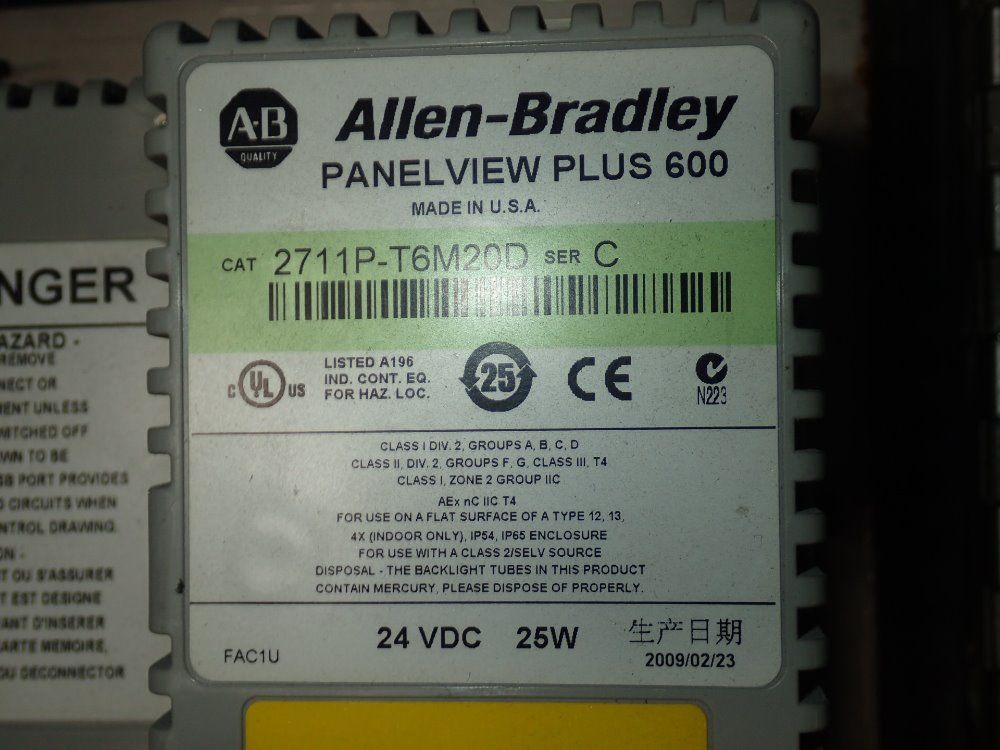 A·B
QUALITY
Allen-Bradley
PANELVIEW PLUS 600
MADE IN U.S.A.
CAT 2711P-T6M20D SER C
c UL US
LISTED A196
IND. CONT. EQ.
FOR HAZ. LOC.
25
CE
N223
CLASS I DIV. 2, GROUPS A, B, C, D
CLASS II, DIV. 2, GROUPS F, G, CLASS III, T4
CLASS I, ZONE 2 GROUP IIC
AEx nC IIC T4
FOR USE ON A FLAT SURFACE OF A TYPE 12, 13,
4X (INDOOR ONLY), IP54, IP65 ENCLOSURE
FOR USE WITH A CLASS 2/SELV SOURCE
DISPOSAL - THE BACKLIGHT TUBES IN THIS PRODUCT
CONTAIN MERCURY, PLEASE DISPOSE OF PROPERLY.
24 VDC 25W
生产日期
2009/02/23
FAC1U
NGER
AZARD -
REMOVE
NECT OR
MENT UNLESS
WITCHED OFF
WN TO BE
SB PORT PROVIDES
D CIRCUITS WHEN
NTROL DRAWING.
ON -
T OU S'ASSURER
T EST DESIGNE
ANT D'INSERER
ARTE MEMOIRE,
OU DECONNECTOR